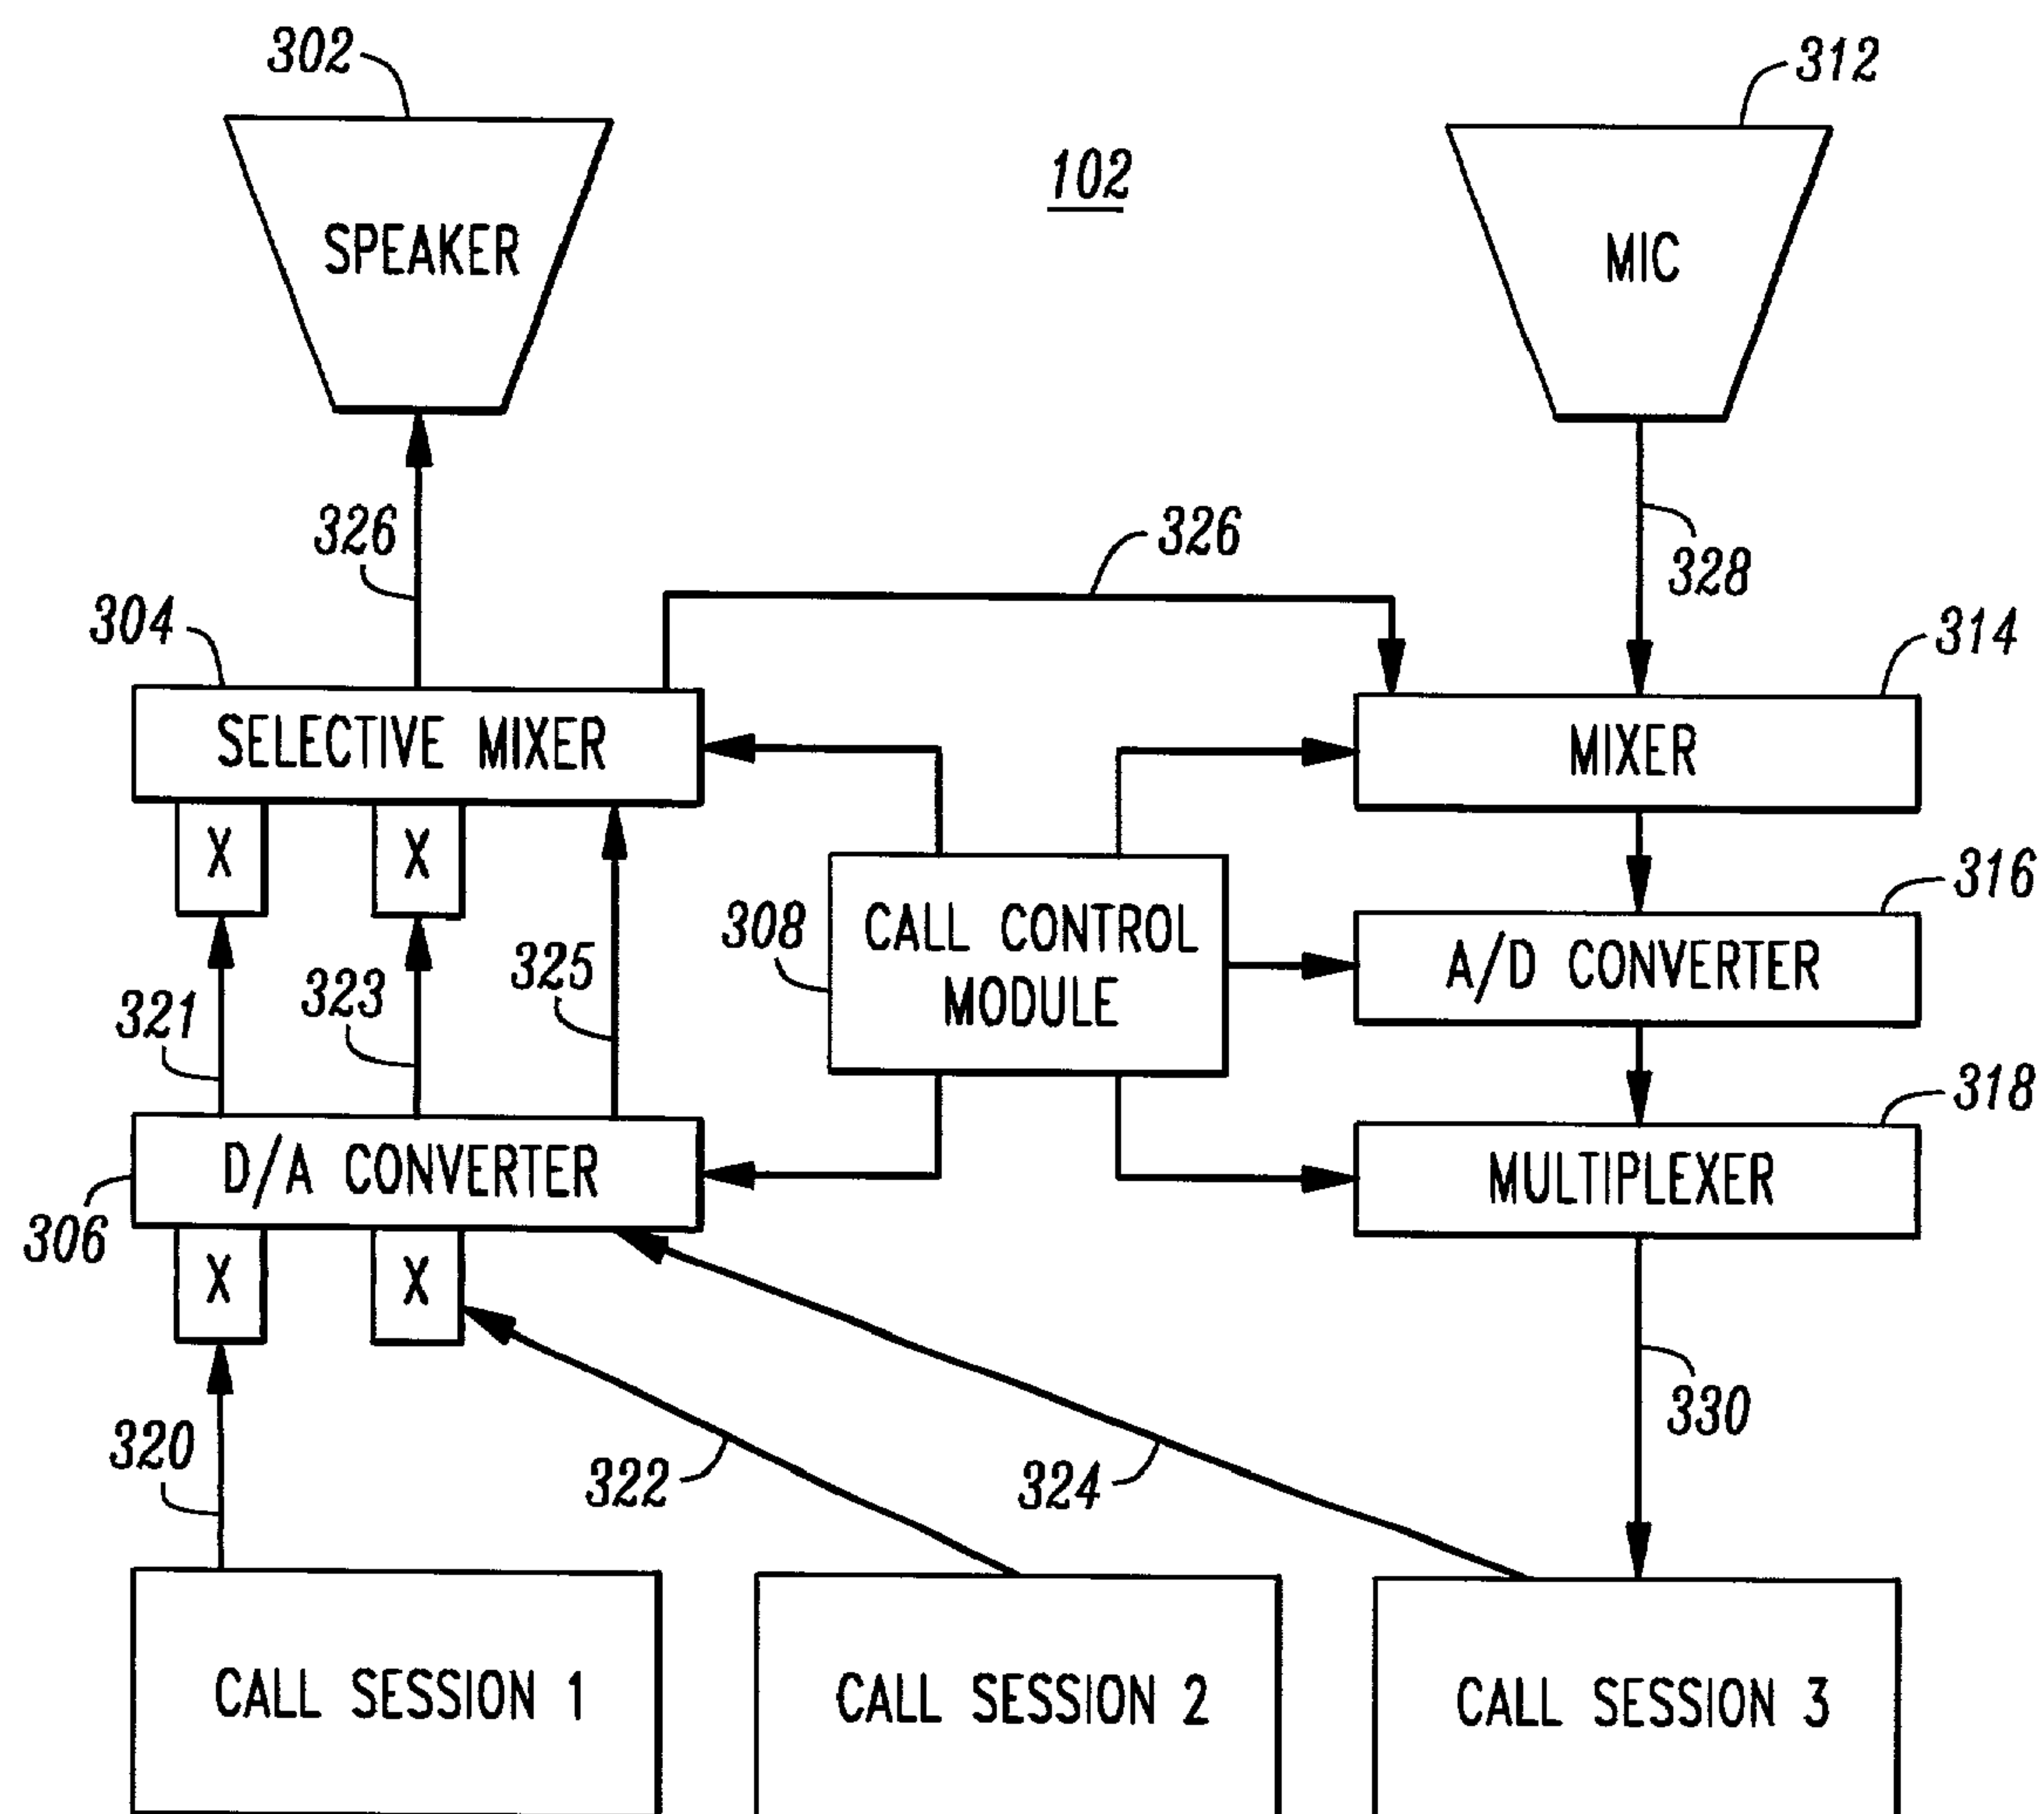 302
312
102
SPEAKER
MIC
326
326
328
304
314
SELECTIVE MIXER
MIXER
X
X
316
308
CALL CONTROL
MODULE
325
A/D CONVERTER
321
323
318
D/A CONVERTER
MULTIPLEXER
306
X
X
330
320
322
324
CALL SESSION 1
CALL SESSION 2
CALL SESSION 3